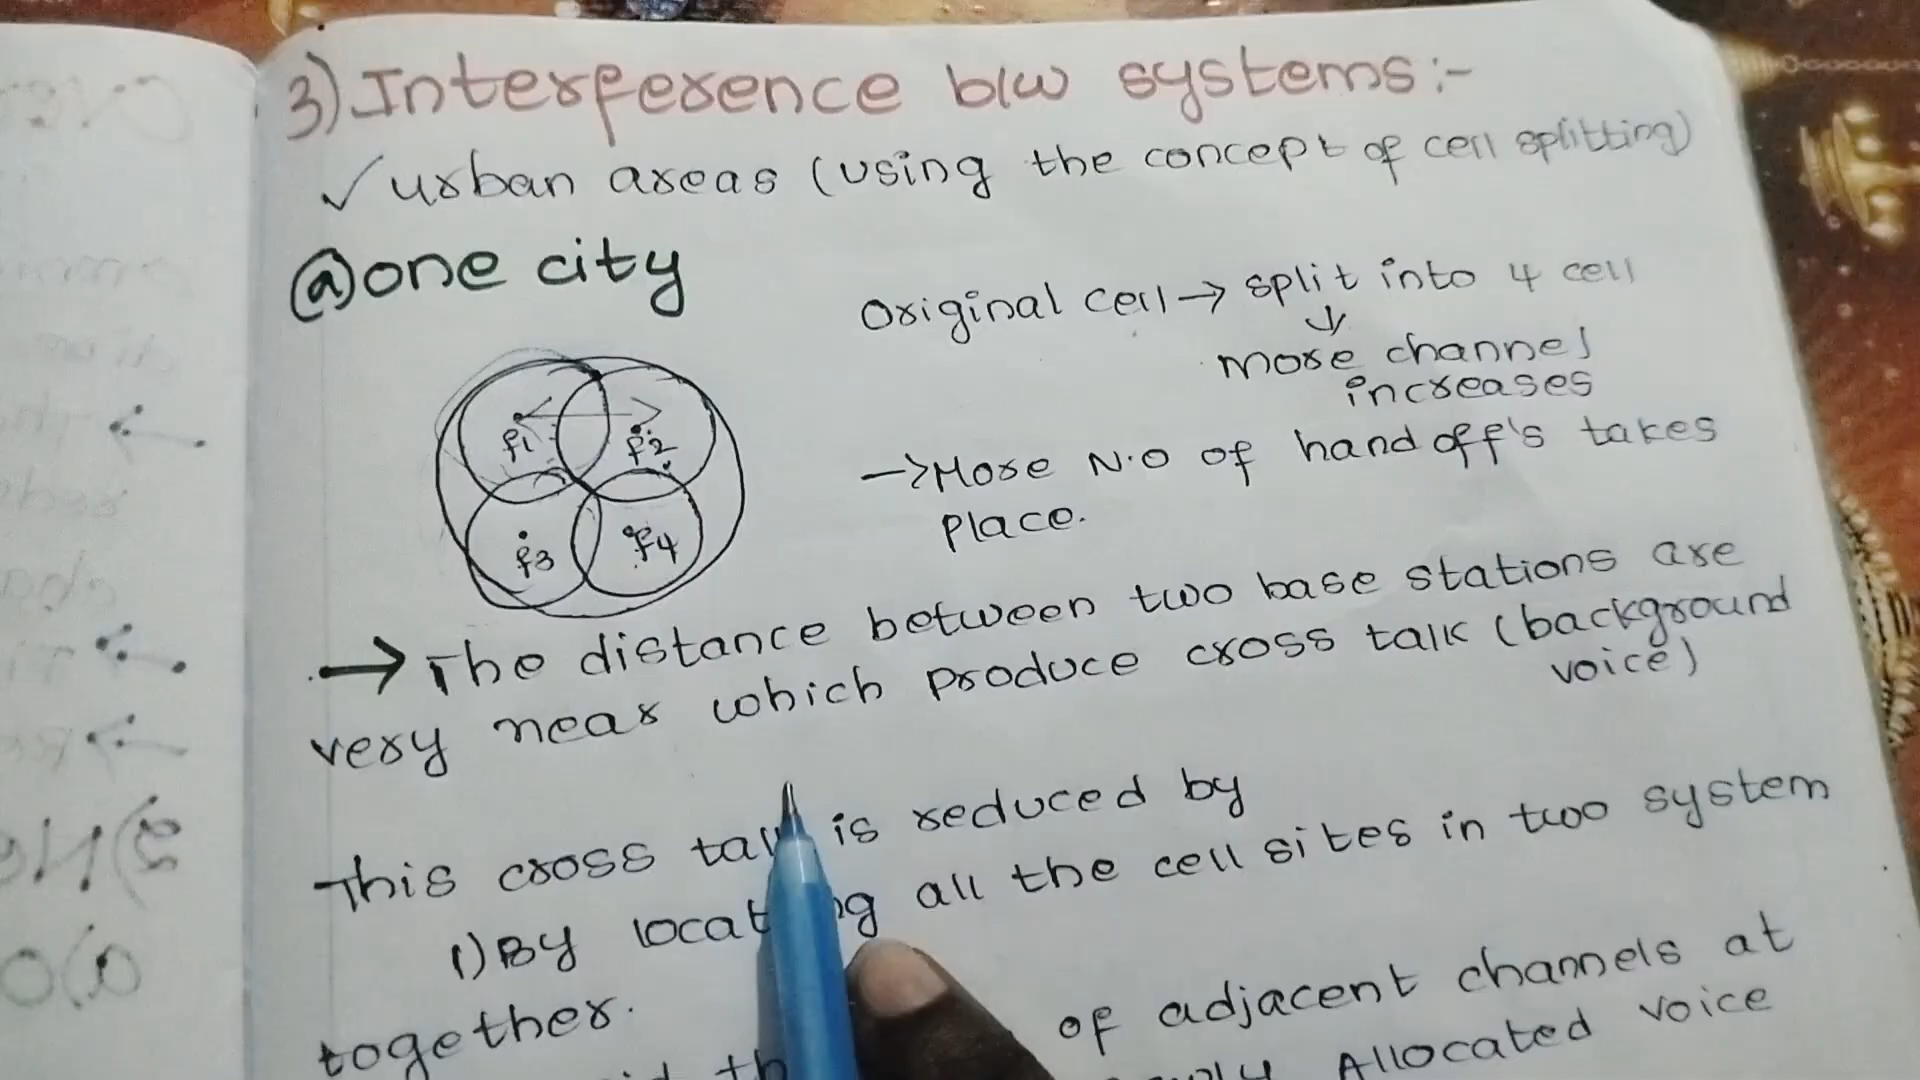 3) Interference b/w systems:-
✓ urban areas (using the concept of cell splitting)
@ one city
Original cell → split into 4 cell
↓
more channel
increases
f1 f2
f3 f4
→ More N.O of handoff's takes
place.
→ The distance between two base stations are
very near which produce cross talk (background
voice)
This cross is reduced by
1) By all the cell sites in two system
together.
of adjacent channels at
Allocated voice